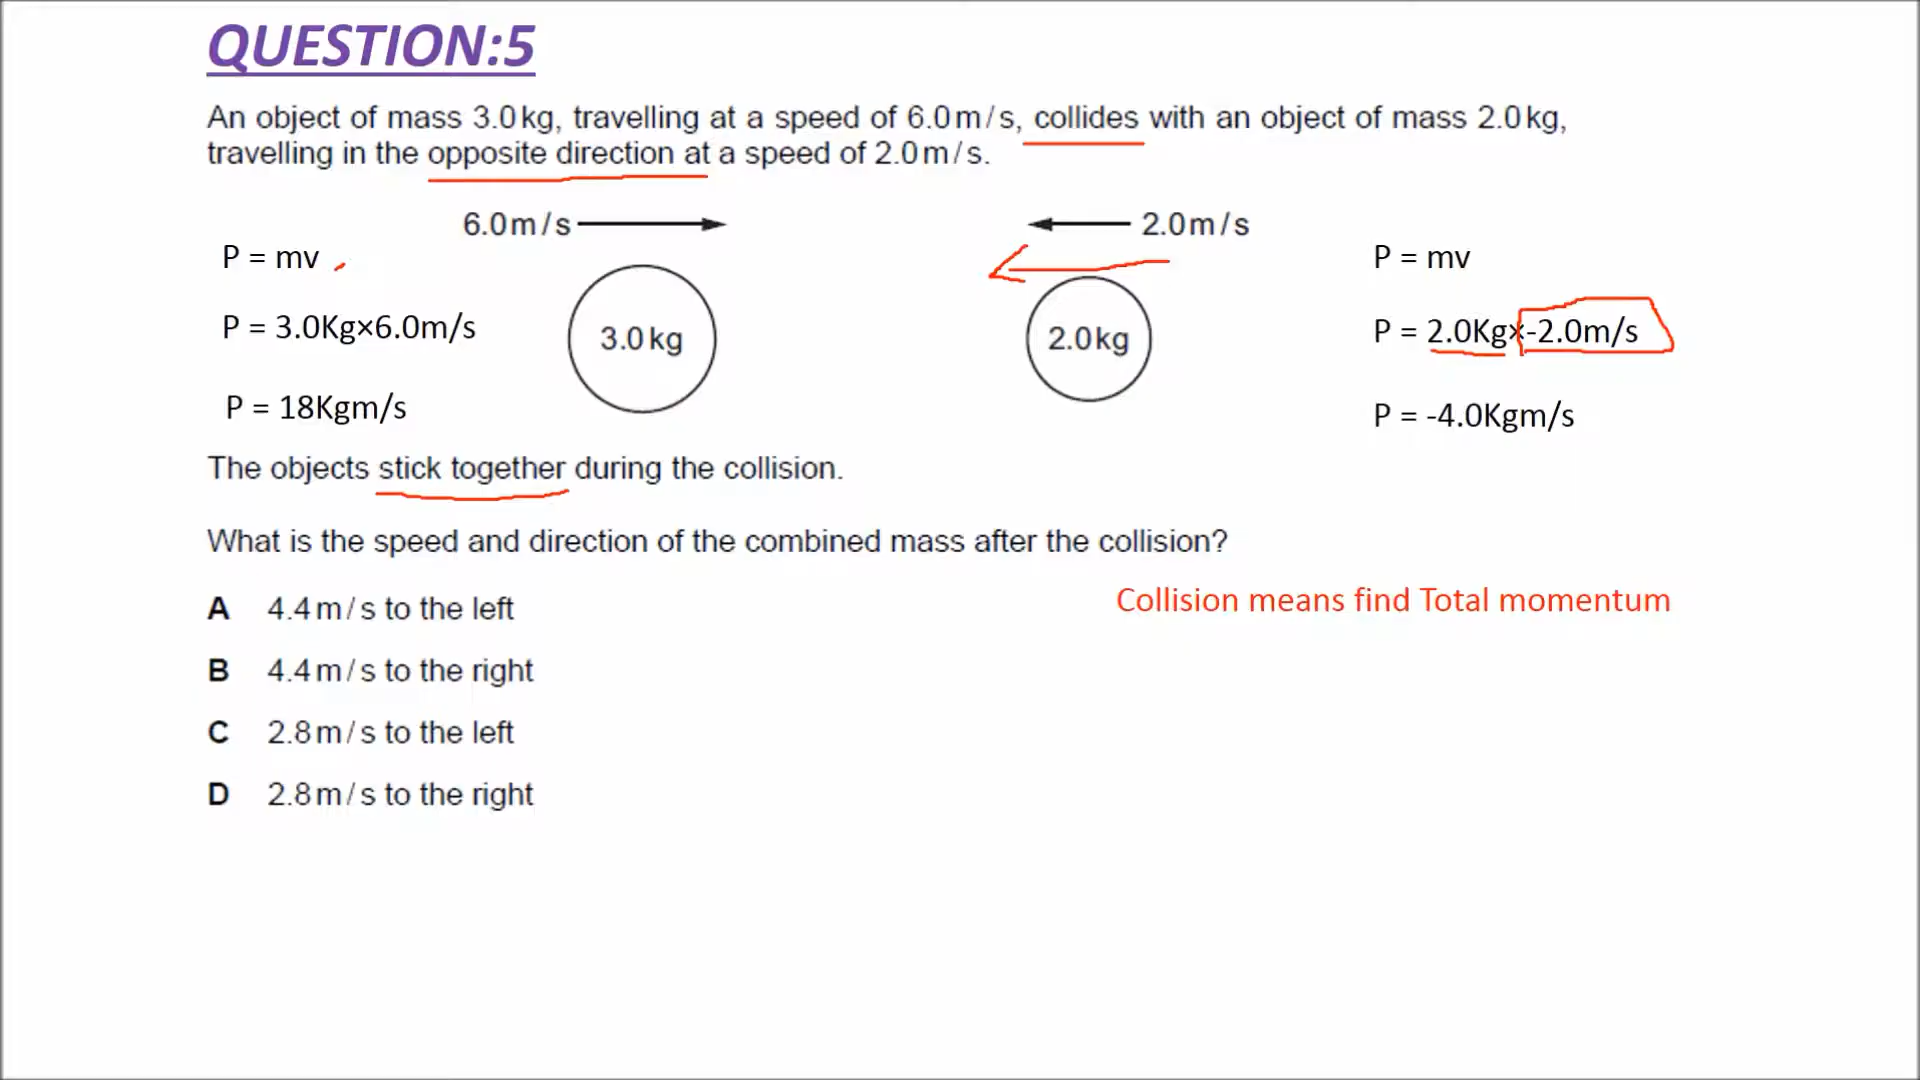 QUESTION:5
An object of mass 3.0 kg, travelling at a speed of 6.0 m/s, collides with an object of mass 2.0 kg,
travelling in the opposite direction at a speed of 2.0 m/s.
6.0 m/s
2.0 m/s
P = mv
P = 3.0Kg×6.0m/s
P = 18Kgm/s
3.0 kg
2.0 kg
P = mv
P = 2.0Kg×-2.0m/s
P = -4.0Kgm/s
The objects stick together during the collision.
What is the speed and direction of the combined mass after the collision?
A 4.4 m/s to the left
B 4.4 m/s to the right
C 2.8 m/s to the left
D 2.8 m/s to the right
Collision means find Total momentum